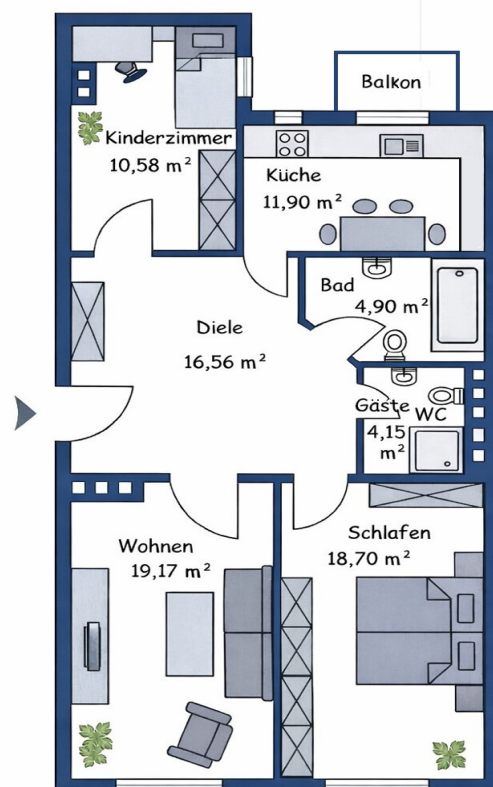 Balkon
Kinderzimmer
10,58 m²
Küche
11,90 m²
Bad
4,90 m²
Diele
16,56 m²
Gäste WC
4,15
m²
Wohnen
19,17 m²
Schlafen
18,70 m²